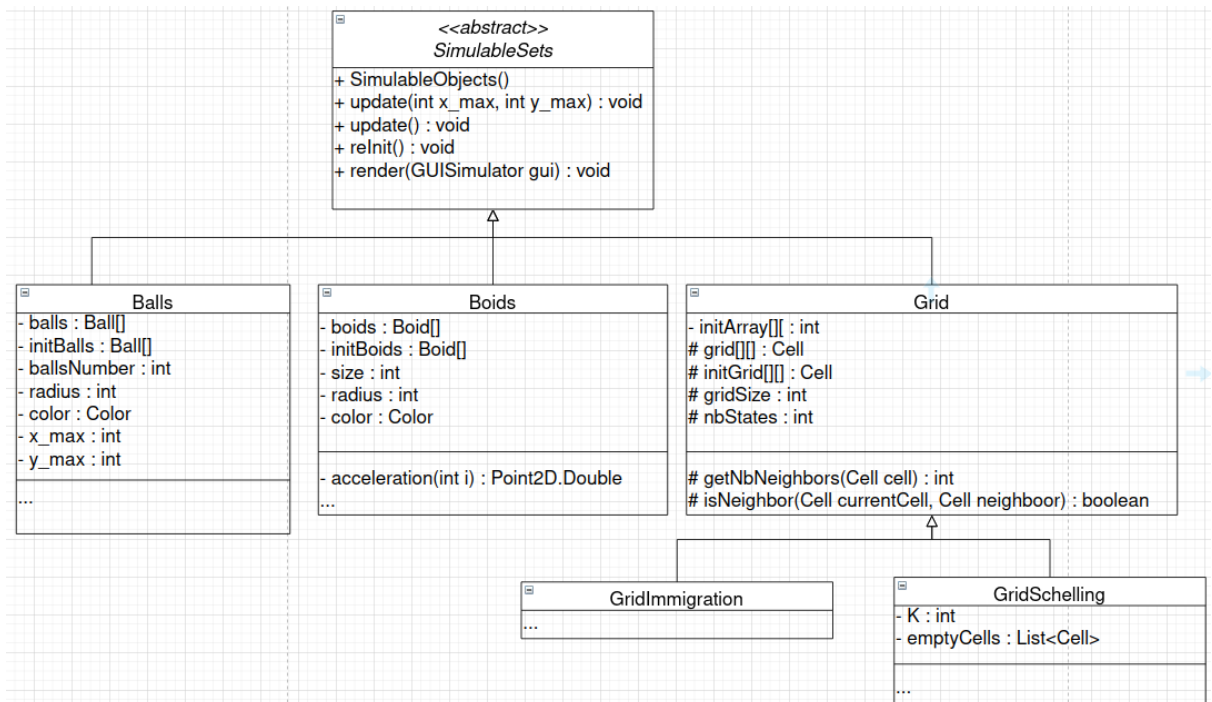 <<abstract>>
SimulableSets
+ SimulableObjects()
+ update(int x_max, int y_max) : void
+ update() : void
+ reInit() : void
+ render(GUISimulator gui) : void
Balls
- balls : Ball[]
- initBalls : Ball[]
- ballsNumber : int
- radius : int
- color : Color
- x_max : int
- y_max : int
...
Boids
- boids : Boid[]
- initBoids : Boid[]
- size : int
- radius : int
- color : Color
- acceleration(int i) : Point2D.Double
...
Grid
- initArray[][ : int
# grid[][] : Cell
# initGrid[][] : Cell
# gridSize : int
# nbStates : int
# getNbNeighbors(Cell cell) : int
# isNeighbor(Cell currentCell, Cell neighboor) : boolean
GridImmigration
...
GridSchelling
- K : int
- emptyCells : List<Cell>
...